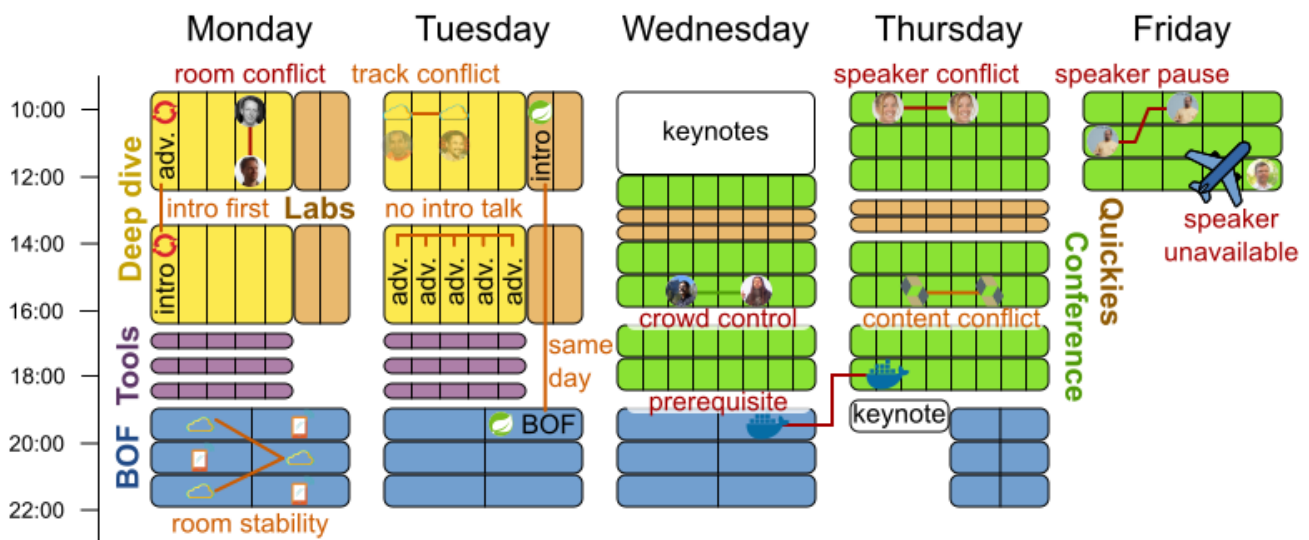 Monday
Tuesday
Wednesday
Thursday
Friday
room conflict
track conflict
speaker conflict
speaker pause
10:00
12:00
14:00
16:00
18:00
20:00
22:00
Deep dive
Tools
BOF
adv.
intro
keynotes
intro first
Labs
no intro talk
intro
adv.
adv.
adv.
adv.
adv.
same
day
BOF
room stability
crowd control
prerequisite
content conflict
keynote
Conference
Quickies
speaker
unavailable